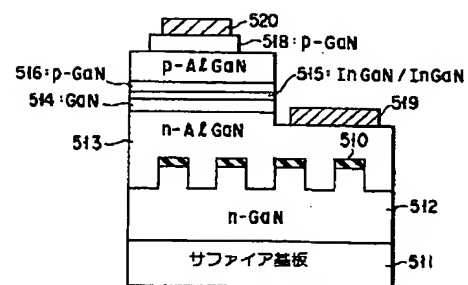 520
518:p-GaN
p-AlGaN
516:p-GaN
515:InGaN/InGaN
514:GaN
519
n-AlGaN
510
513
n-GaN
512
サファイア基板
511